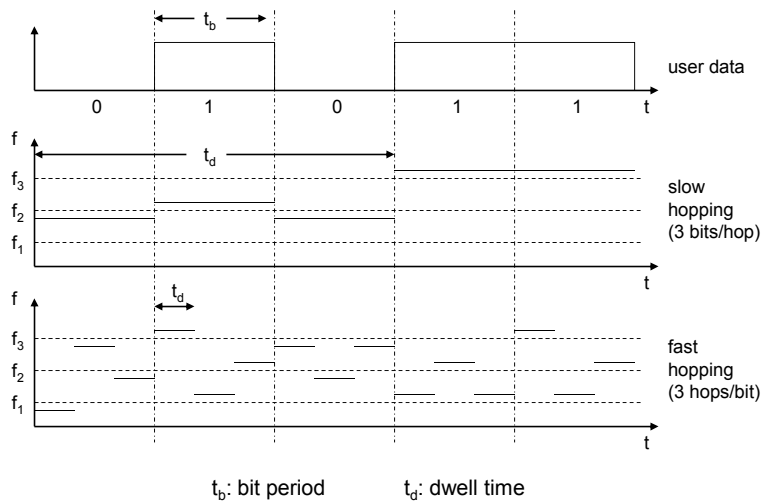 t_b
user data
0 1 0 1 1 t
f
t_d
f_3
f_2
f_1
slow
hopping
(3 bits/hop)
t
f
t_d
f_3
f_2
f_1
fast
hopping
(3 hops/bit)
t
t_b: bit period t_d: dwell time